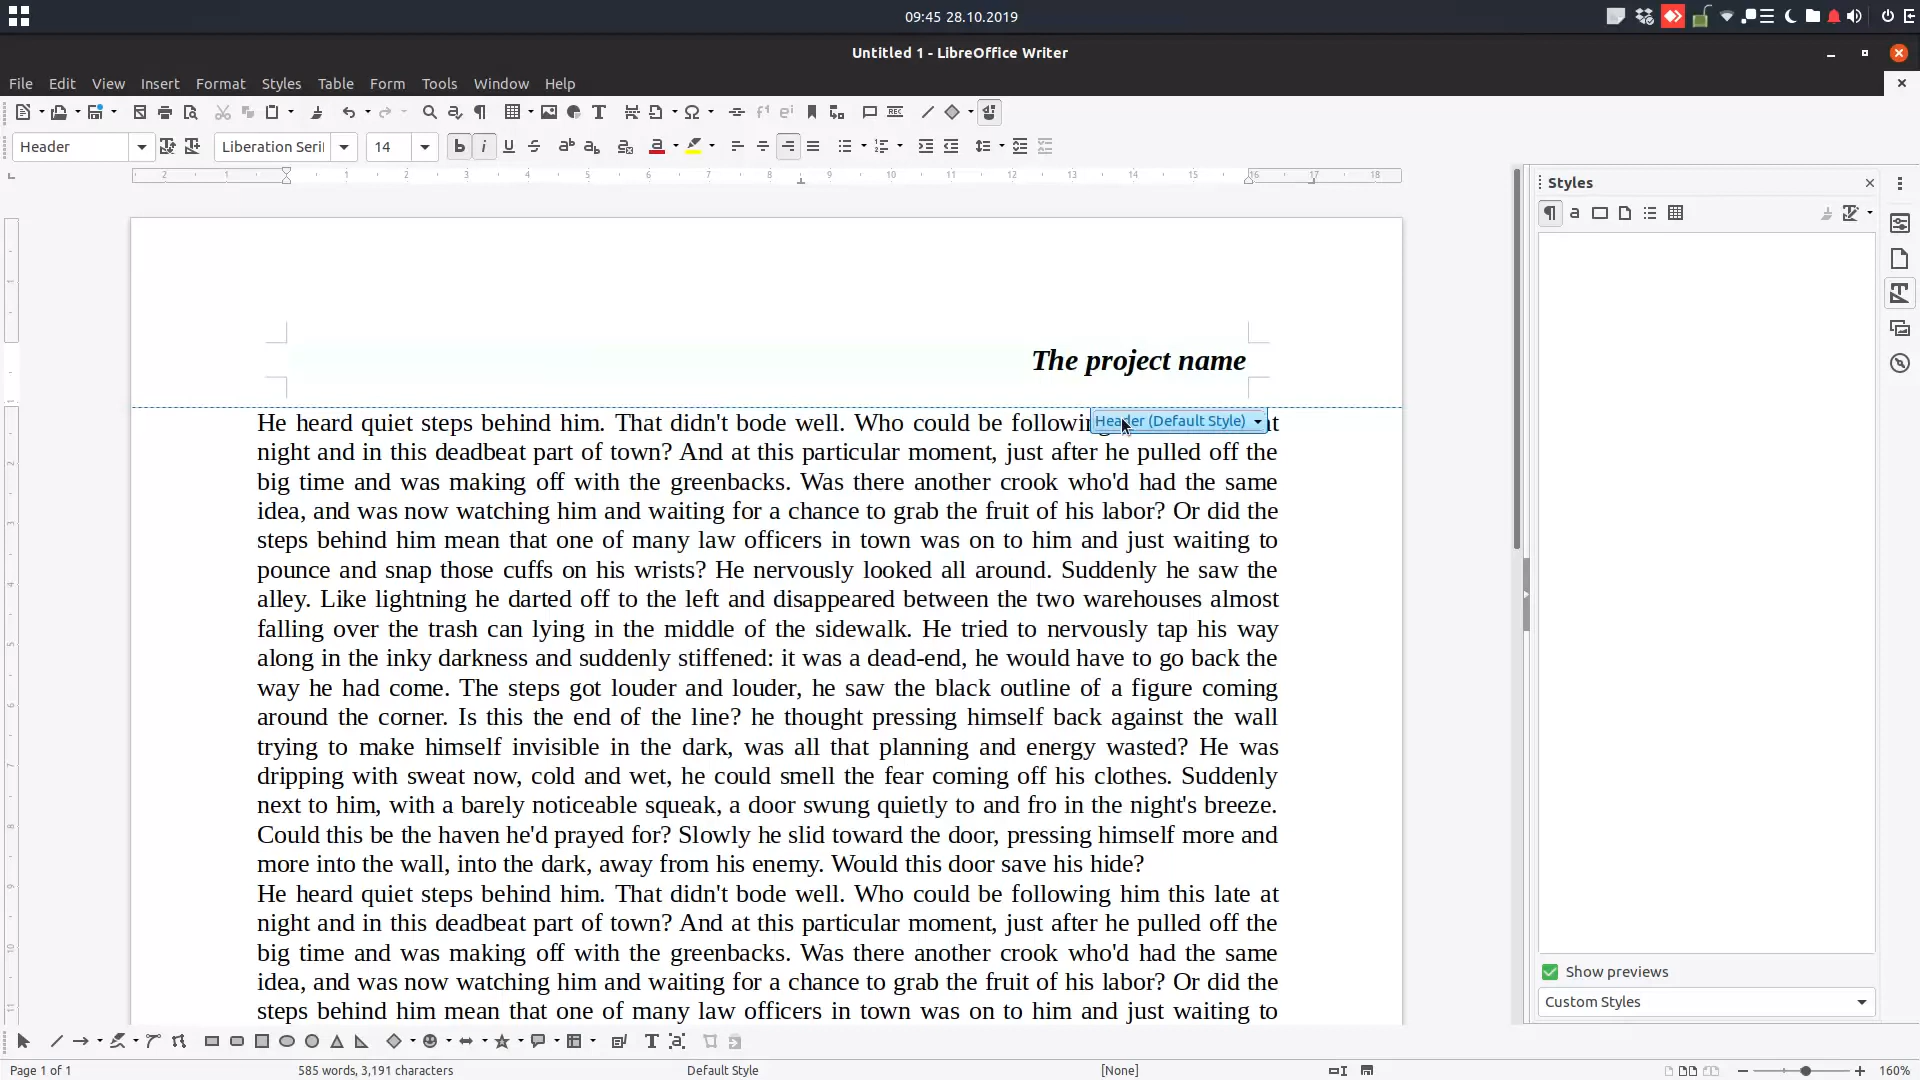 09:45 28.10.2019
Untitled 1 - LibreOffice Writer
File Edit View Insert Format Styles Table Form Tools Window Help
Header Liberation Seri 14
2 1 1 2 3 4 5 6 7 8 9 10 11 12 13 14 15 16 17 18
Styles
The project name
Header (Default Style)
He heard quiet steps behind him. That didn't bode well. Who could be followin t
night and in this deadbeat part of town? And at this particular moment, just after he pulled off the
big time and was making off with the greenbacks. Was there another crook who'd had the same
idea, and was now watching him and waiting for a chance to grab the fruit of his labor? Or did the
steps behind him mean that one of many law officers in town was on to him and just waiting to
pounce and snap those cuffs on his wrists? He nervously looked all around. Suddenly he saw the
alley. Like lightning he darted off to the left and disappeared between the two warehouses almost
falling over the trash can lying in the middle of the sidewalk. He tried to nervously tap his way
along in the inky darkness and suddenly stiffened: it was a dead-end, he would have to go back the
way he had come. The steps got louder and louder, he saw the black outline of a figure coming
around the corner. Is this the end of the line? he thought pressing himself back against the wall
trying to make himself invisible in the dark, was all that planning and energy wasted? He was
dripping with sweat now, cold and wet, he could smell the fear coming off his clothes. Suddenly
next to him, with a barely noticeable squeak, a door swung quietly to and fro in the night's breeze.
Could this be the haven he'd prayed for? Slowly he slid toward the door, pressing himself more and
more into the wall, into the dark, away from his enemy. Would this door save his hide?
He heard quiet steps behind him. That didn't bode well. Who could be following him this late at
night and in this deadbeat part of town? And at this particular moment, just after he pulled off the
big time and was making off with the greenbacks. Was there another crook who'd had the same
idea, and was now watching him and waiting for a chance to grab the fruit of his labor? Or did the
steps behind him mean that one of many law officers in town was on to him and just waiting to
Show previews
Custom Styles
Page 1 of 1 585 words, 3,191 characters Default Style [None] 160%